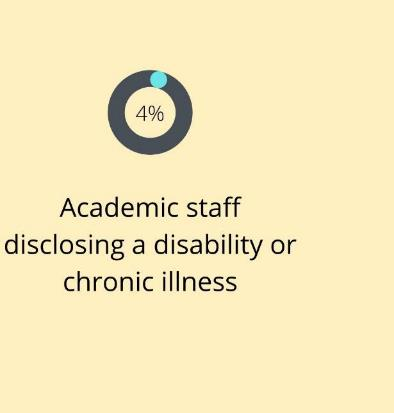 4%
Academic staff
disclosing a disability or
chronic illness